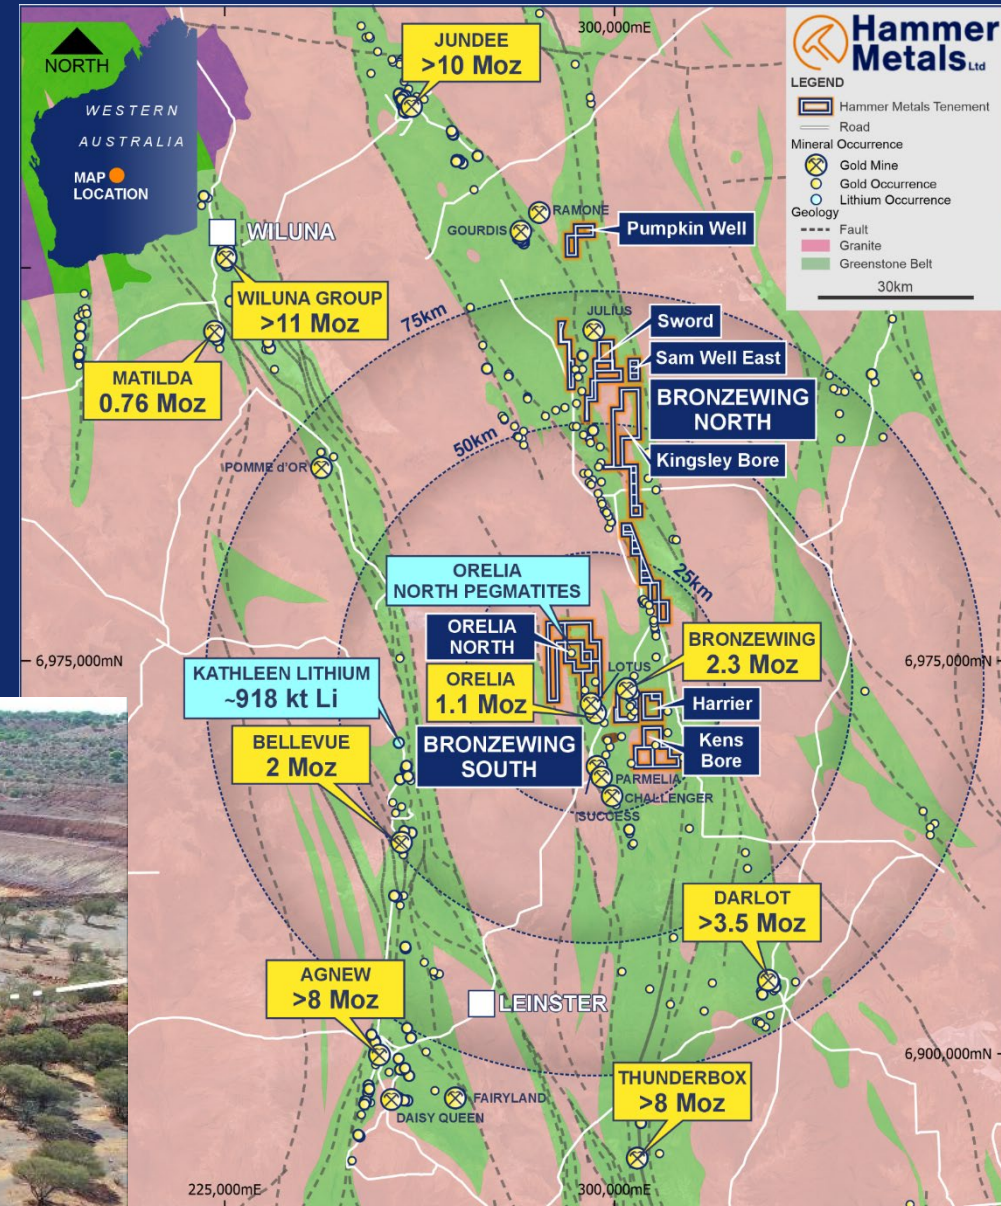 NORTH
WESTERN
AUSTRALIA
MAP
LOCATION
JUNDEE
>10 Moz
300,000mE
Hammer
Metals Ltd
LEGEND
Hammer Metals Tenement
Road
Mineral Occurrence
Gold Mine
Gold Occurrence
Lithium Occurrence
Geology
Fault
Granite
Greenstone Belt
30km
WILUNA
RAMONE
GOURDIS
Pumpkin Well
WILUNA GROUP
>11 Moz
75km
JULIUS
Sword
Sam Well East
MATILDA
0.76 Moz
BRONZEWING
NORTH
50km
Kingsley Bore
POMME d'OR
ORELIA
NORTH PEGMATITES
25km
ORELIA
NORTH
BRONZEWING
2.3 Moz
6,975,000mN
6,975,000mN
KATHLEEN LITHIUM
~918 kt Li
LOTUS
ORELIA
1.1 Moz
Harrier
BELLEVUE
2 Moz
BRONZEWING
SOUTH
Kens
Bore
PARMELIA
CHALLENGER
SUCCESS
DARLOT
>3.5 Moz
AGNEW
>8 Moz
LEINSTER
6,900,000mN
THUNDERBOX
>8 Moz
FAIRYLAND
DAISY QUEEN
225,000mE
300,000mE